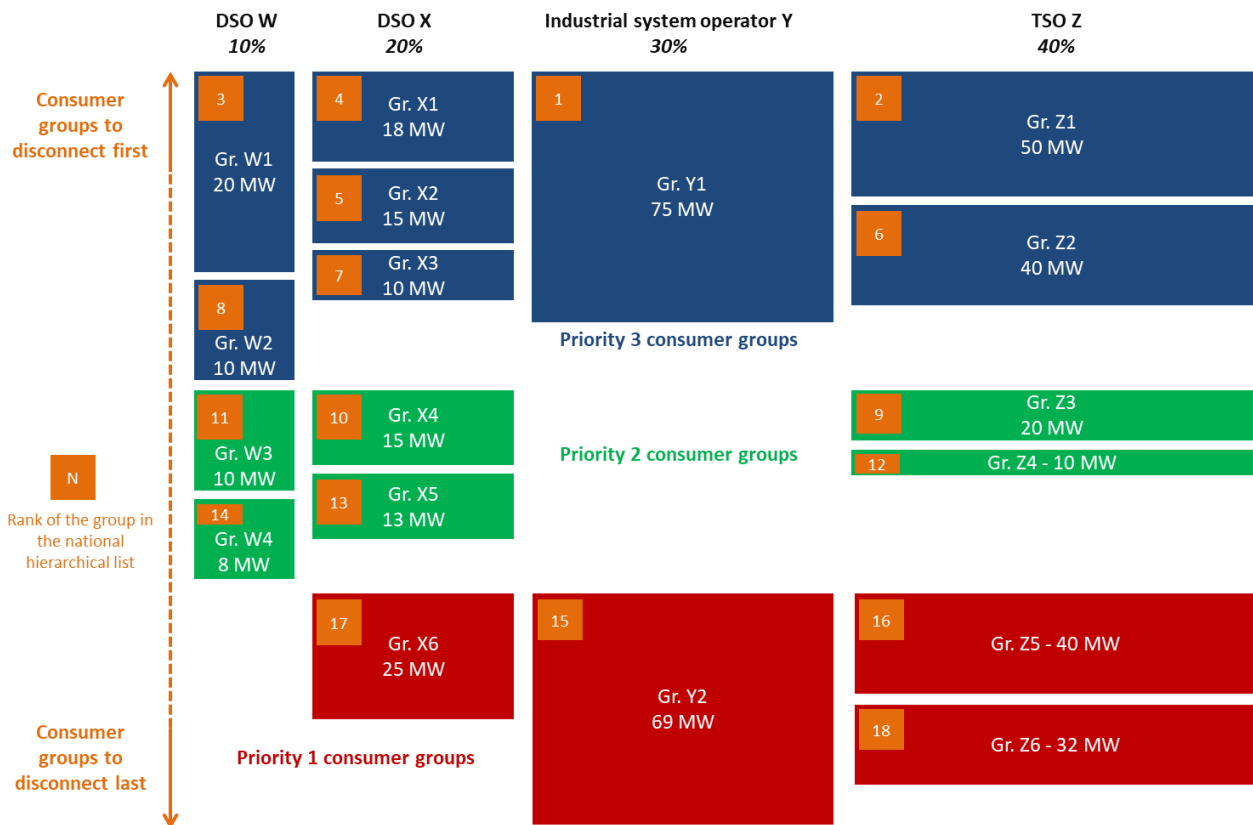 DSO W
10%
DSO X
20%
Industrial system operator Y
30%
TSO Z
40%
Consumer
groups to
disconnect first
3
Gr. W1
20 MW
4
Gr. X1
18 MW
1
Gr. Y1
75 MW
2
Gr. Z1
50 MW
5
Gr. X2
15 MW
6
Gr. Z2
40 MW
7
Gr. X3
10 MW
8
Gr. W2
10 MW
Priority 3 consumer groups
11
Gr. W3
10 MW
10
Gr. X4
15 MW
Priority 2 consumer groups
9
Gr. Z3
20 MW
12
Gr. Z4 - 10 MW
N
Rank of the group in
the national
hierarchical list
14
Gr. W4
8 MW
13
Gr. X5
13 MW
17
Gr. X6
25 MW
15
Gr. Y2
69 MW
16
Gr. Z5 - 40 MW
18
Gr. Z6 - 32 MW
Priority 1 consumer groups
Consumer
groups to
disconnect last